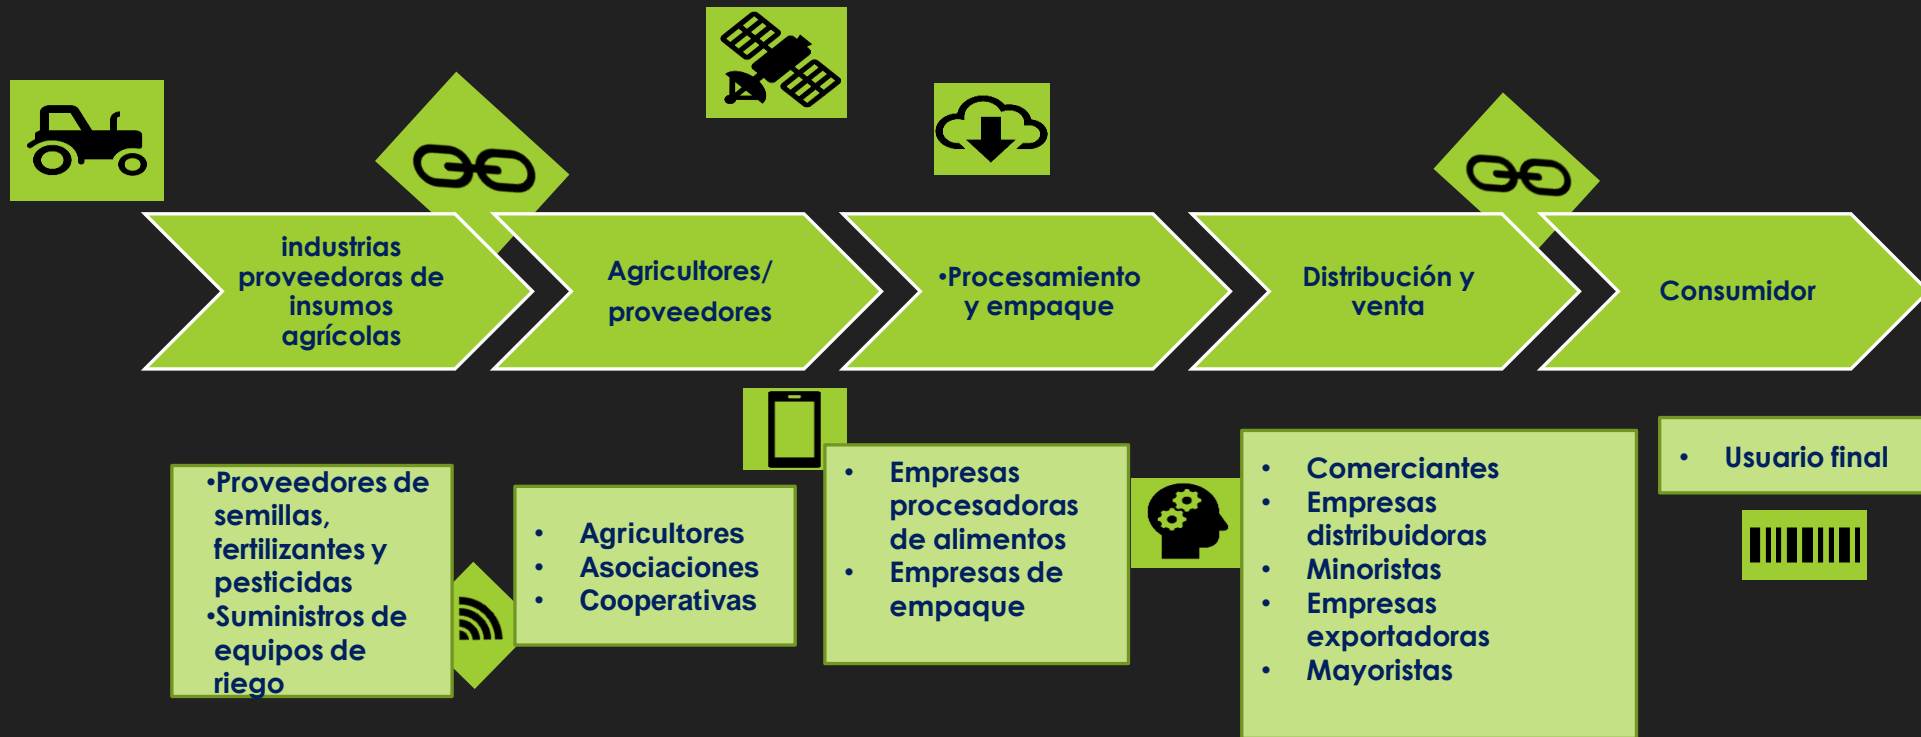 industrias
proveedoras de
insumos
agrícolas
Agricultores/
proveedores
•Procesamiento
y empaque
Distribución y
venta
Consumidor
•Proveedores de
semillas,
fertilizantes y
pesticidas
•Suministros de
equipos de
riego
• Agricultores
• Asociaciones
• Cooperativas
• Empresas
procesadoras
de alimentos
• Empresas de
empaque
• Comerciantes
• Empresas
distribuidoras
• Minoristas
• Empresas
exportadoras
• Mayoristas
• Usuario final